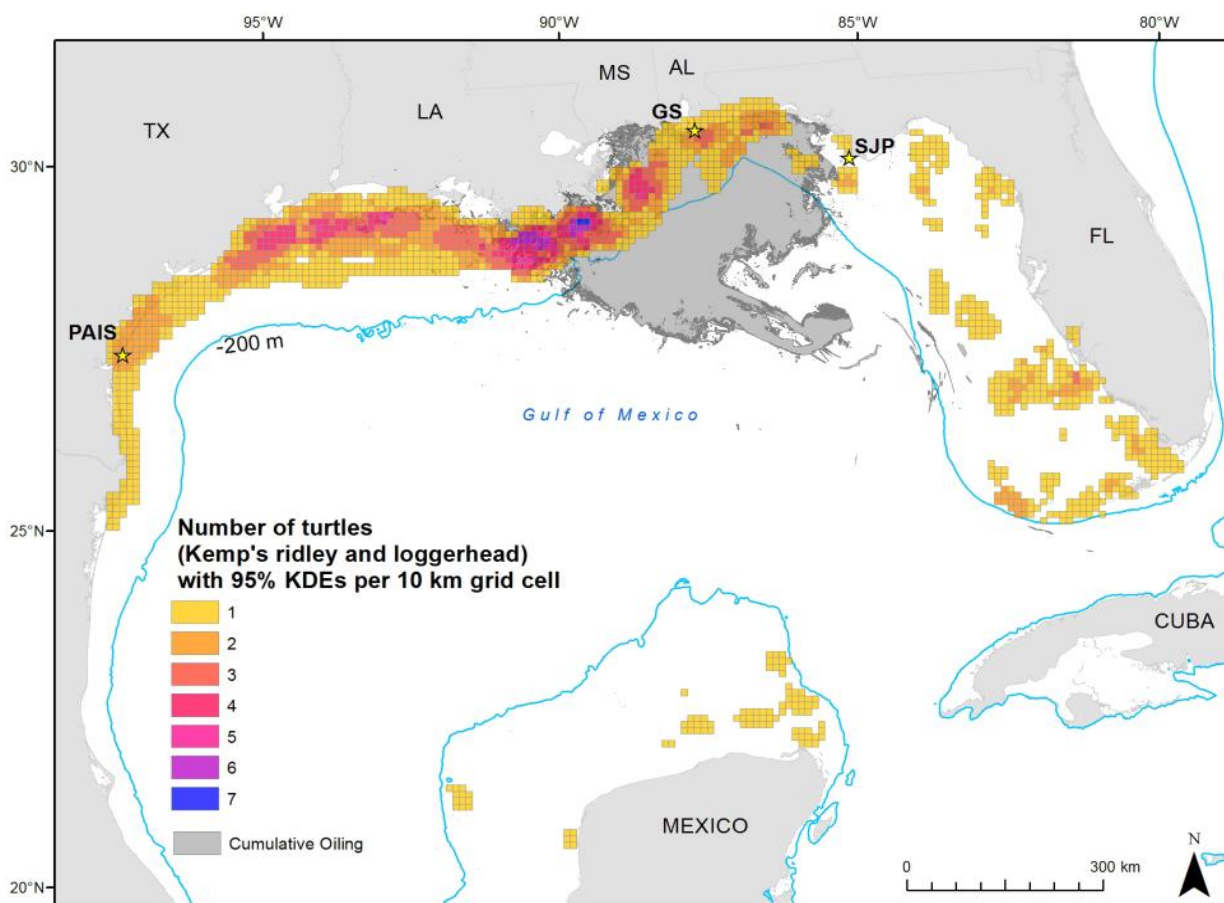 95°W
90°W
85°W
80°W
MS
AL
TX
LA
GS
SJP
30°N
FL
PAIS
-200 m
Gulf of Mexico
25°N
Number of turtles
(Kemp's ridley and loggerhead)
with 95% KDEs per 10 km grid cell
1
2
3
4
5
6
7
Cumulative Oiling
CUBA
MEXICO
N
0
300 km
20°N